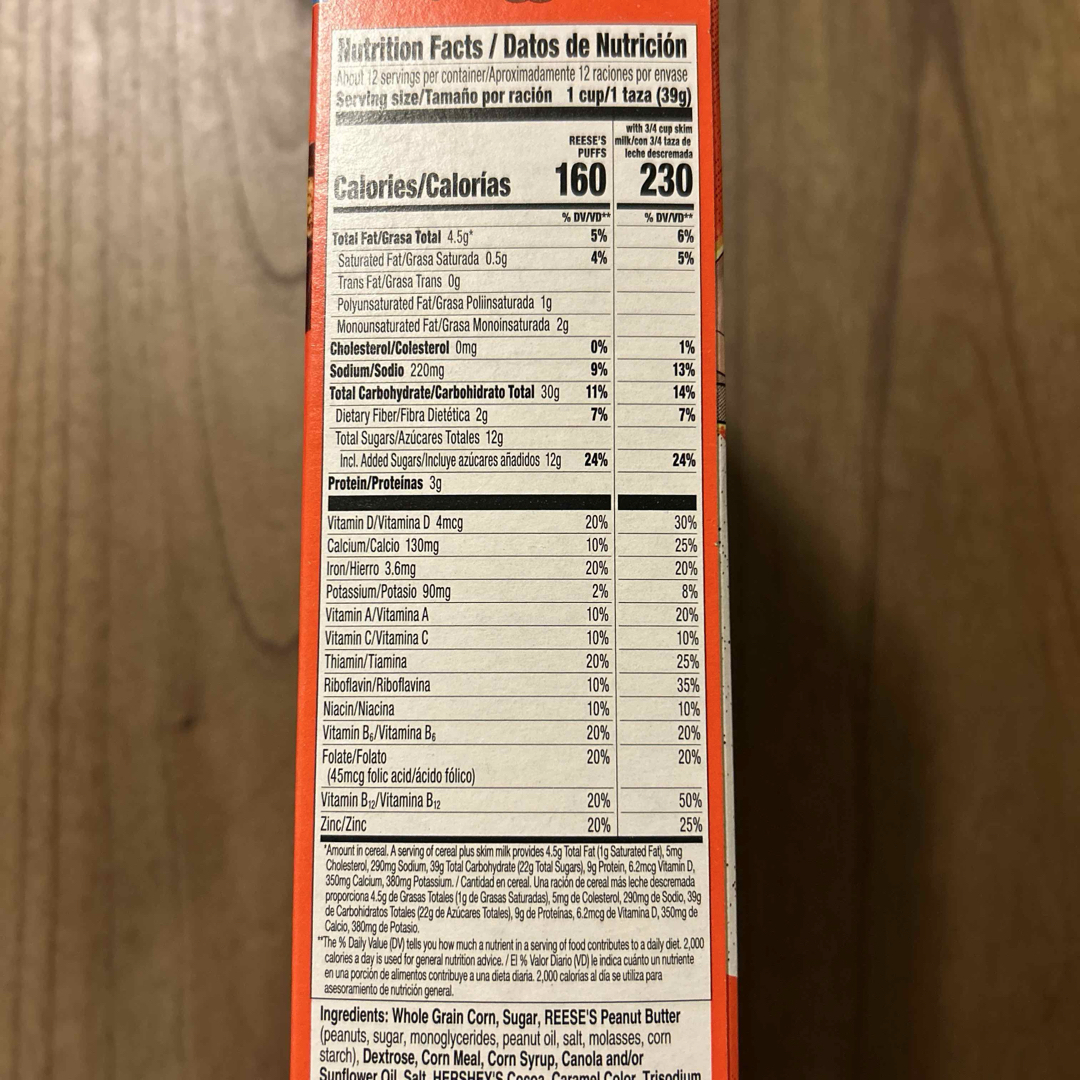 Nutrition Facts / Datos de Nutrición
About 12 servings per container/Aproximadamente 12 raciones por envase
Serving size/Tamaño por ración 1 cup/1 taza (39g)
REESE'S PUFFS
with 3/4 cup skim
milk/con 3/4 taza de
leche descremada
Calories/Calorías 160 230
% DV/VD** % DV/VD**
Total Fat/Grasa Total 4.5g* 5% 6%
Saturated Fat/Grasa Saturada 0.5g 4% 5%
Trans Fat/Grasa Trans 0g
Polyunsaturated Fat/Grasa Poliinsaturada 1g
Monounsaturated Fat/Grasa Monoinsaturada 2g
Cholesterol/Colesterol 0mg 0% 1%
Sodium/Sodio 220mg 9% 13%
Total Carbohydrate/Carbohidrato Total 30g 11% 14%
Dietary Fiber/Fibra Dietética 2g 7% 7%
Total Sugars/Azúcares Totales 12g
Incl. Added Sugars/Incluye azúcares añadidos 12g 24% 24%
Protein/Proteínas 3g
Vitamin D/Vitamina D 4mcg 20% 30%
Calcium/Calcio 130mg 10% 25%
Iron/Hierro 3.6mg 20% 20%
Potassium/Potasio 90mg 2% 8%
Vitamin A/Vitamina A 10% 20%
Vitamin C/Vitamina C 10% 10%
Thiamin/Tiamina 20% 25%
Riboflavin/Riboflavina 10% 35%
Niacin/Niacina 10% 10%
Vitamin B6/Vitamina B6 20% 20%
Folate/Folato 20% 20%
(45mcg folic acid/ácido fólico)
Vitamin B12/Vitamina B12 20% 50%
Zinc/Zinc 20% 25%
*Amount in cereal. A serving of cereal plus skim milk provides 4.5g Total Fat (1g Saturated Fat), 5mg
Cholesterol, 290mg Sodium, 39g Total Carbohydrate (22g Total Sugars), 9g Protein, 6.2mcg Vitamin D,
350mg Calcium, 380mg Potassium. / Cantidad en cereal. Una ración de cereal más leche descremada
proporciona 4.5g de Grasas Totales (1g de Grasas Saturadas), 5mg de Colesterol, 290mg de Sodio, 39g
de Carbohidratos Totales (22g de Azúcares Totales), 9g de Proteínas, 6.2mcg de Vitamina D, 350mg de
Calcio, 380mg de Potasio.
**The % Daily Value (DV) tells you how much a nutrient in a serving of food contributes to a daily diet. 2,000
calories a day is used for general nutrition advice. / El % Valor Diario (VD) le indica cuánto un nutriente
en una porción de alimentos contribuye a una dieta diaria. 2,000 calorías al día se utiliza para
asesoramiento de nutrición general.
Ingredients: Whole Grain Corn, Sugar, REESE'S Peanut Butter
(peanuts, sugar, monoglycerides, peanut oil, salt, molasses, corn
starch), Dextrose, Corn Meal, Corn Syrup, Canola and/or
Sunflower Oil, Salt, HERSHEY'S Cocoa, Caramel Color, Trisodium